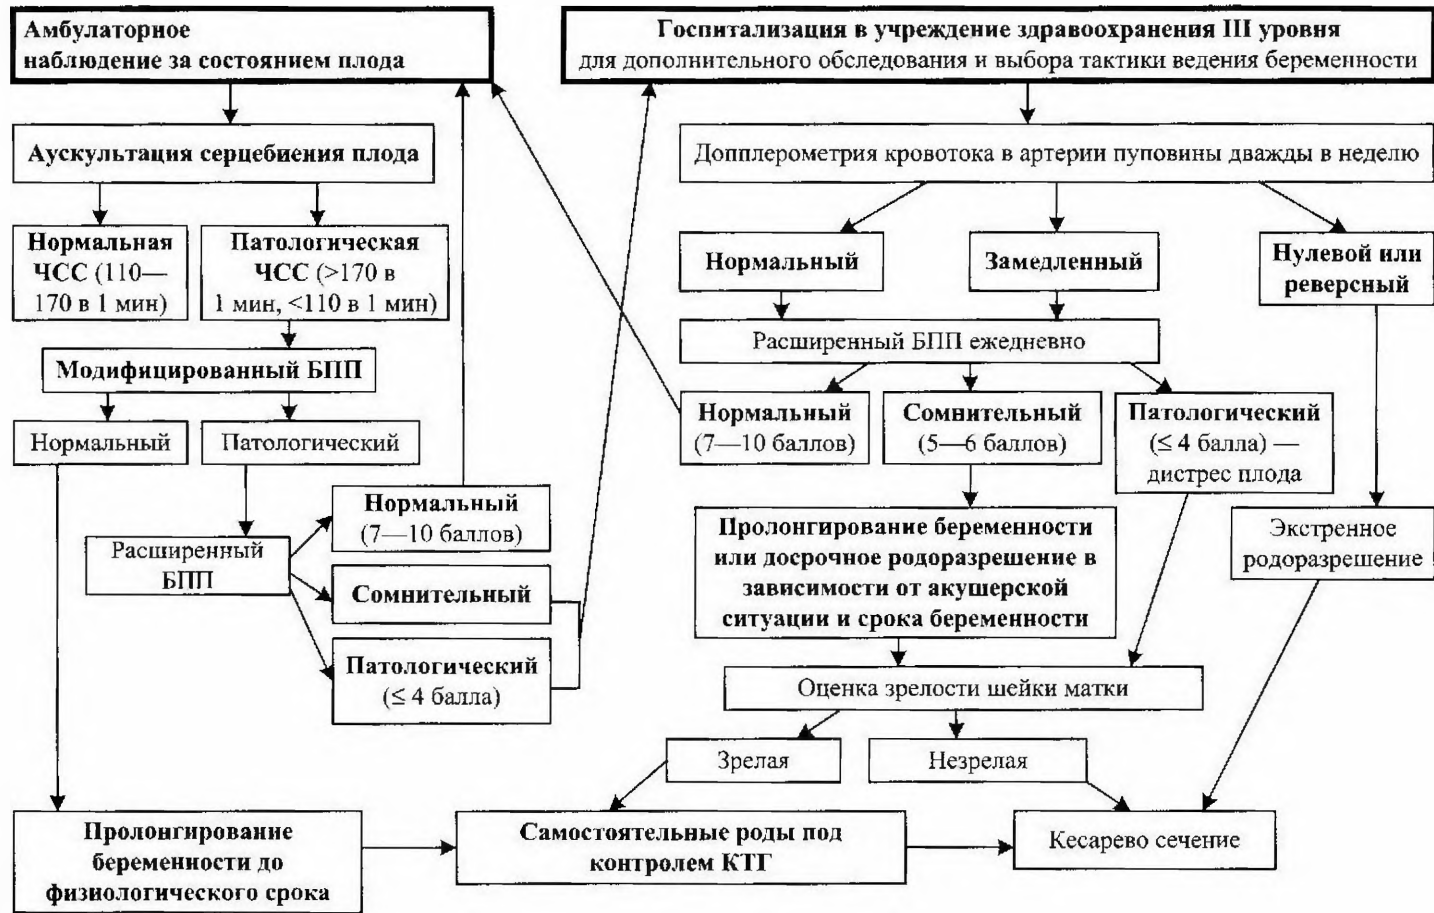 Амбулаторное
наблюдение за состоянием плода
Госпитализация в учреждение здравоохранения III уровня
для дополнительного обследования и выбора тактики ведения беременности
Аускультация серцебиения плода
Допплерометрия кровотока в артерии пуповины дважды в неделю
Нормальная
ЧСС (110—
170 в 1 мин)
Патологическая
ЧСС (>170 в
1 мин, <110 в 1 мин)
Нормальный
Замедленный
Нулевой или
реверсный
Модифицированный БПП
Расширенный БПП ежедневно
Нормальный
Патологический
Нормальный
(7—10 баллов)
Сомнительный
(5—6 баллов)
Патологический
(≤ 4 балла) —
дистрес плода
Расширенный
БПП
Нормальный
(7—10 баллов)
Сомнительный
Патологический
(≤ 4 балла)
Пролонгирование беременности
или досрочное родоразрешение в
зависимости от акушерской
ситуации и срока беременности
Экстренное
родоразрешение
Оценка зрелости шейки матки
Зрелая
Незрелая
Пролонгирование
беременности до
физиологического срока
Самостоятельные роды под
контролем КТГ
Кесарево сечение